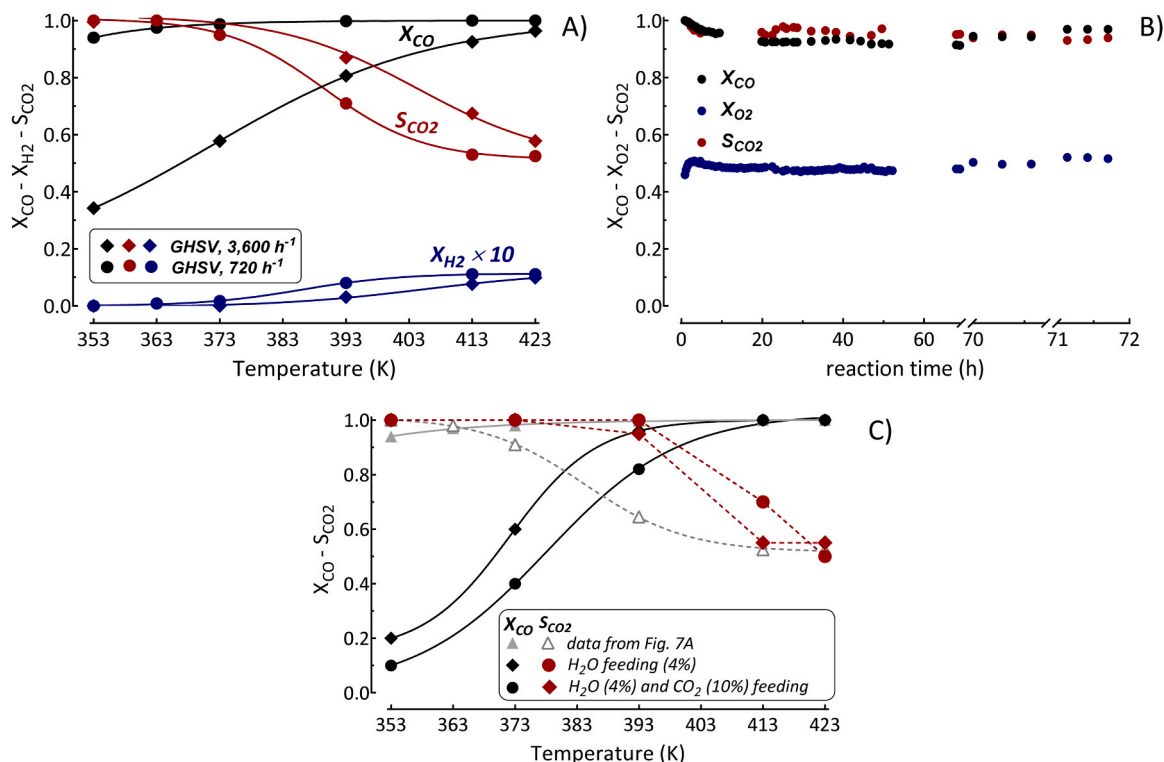 A)
X_CO - X_H2 - S_CO2
1.0
0.8
0.6
0.4
0.2
0.0
X_CO
S_CO2
X_H2 × 10
GHSV, 3,600 h⁻¹
GHSV, 720 h⁻¹
353 363 373 383 393 403 413 423
Temperature (K)
B)
X_CO - X_O2 - S_CO2
1.0
0.8
0.6
0.4
0.2
0.0
X_CO
X_O2
S_CO2
0 20 40 60 70 71 72
reaction time (h)
C)
X_CO - S_CO2
1.0
0.8
0.6
0.4
0.2
0.0
X_CO S_CO2
data from Fig. 7A
H₂O feeding (4%)
H₂O (4%) and CO₂ (10%) feeding
353 363 373 383 393 403 413 423
Temperature (K)